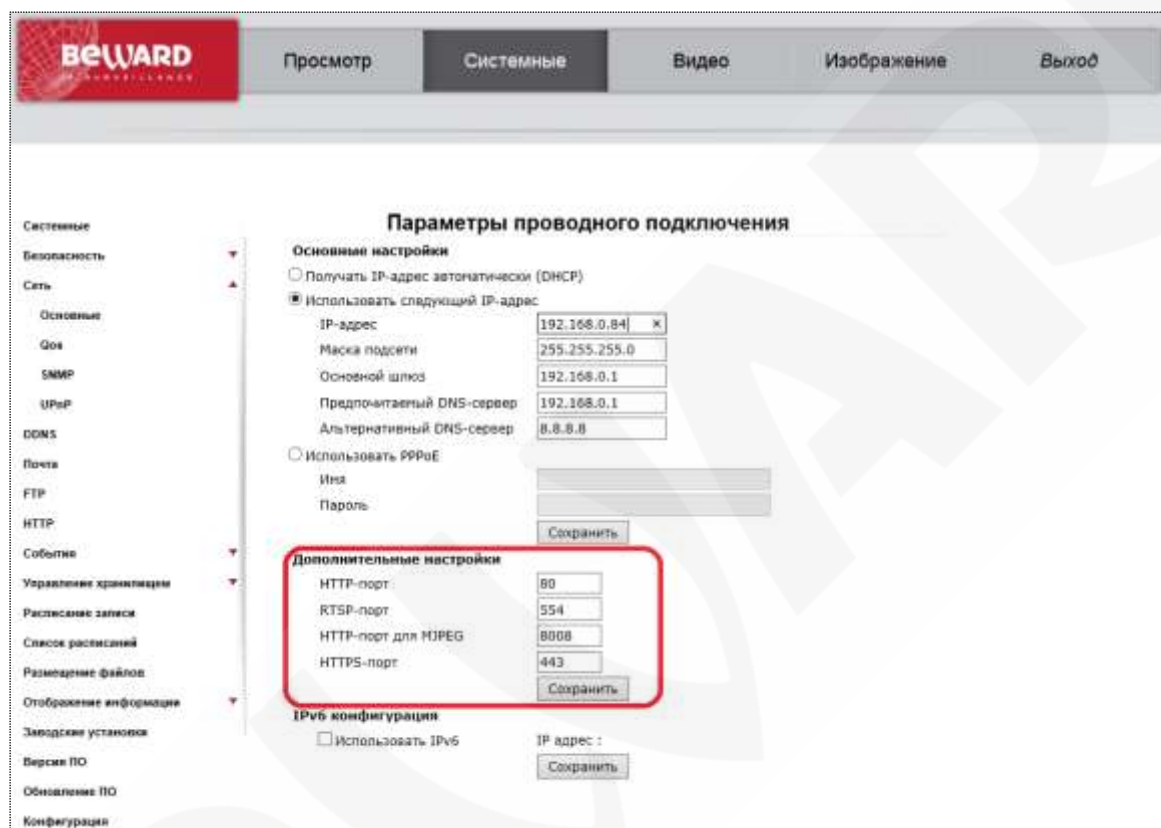 BEWARD
Просмотр
Системные
Видео
Изображение
Выход
Системные
Безопасность
Сеть
Основные
Qos
SNMP
UPnP
DDNS
Почта
FTP
HTTP
События
Управление хранилищем
Расписание записи
Список расписаний
Размещение файлов
Отображение информации
Заводские установки
Версия ПО
Обновление ПО
Конфигурация
Параметры проводного подключения
Основные настройки
Получать IP-адрес автоматически (DHCP)
Использовать следующий IP-адрес
IP-адрес 192.168.0.84 ×
Маска подсети 255.255.255.0
Основной шлюз 192.168.0.1
Предпочитаемый DNS-сервер 192.168.0.1
Альтернативный DNS-сервер 8.8.8.8
Использовать PPPoE
Имя
Пароль
Сохранить
Дополнительные настройки
HTTP-порт 80
RTSP-порт 554
HTTP-порт для MJPEG 8008
HTTPS-порт 443
Сохранить
IPv6 конфигурация
Использовать IPv6 IP адрес :
Сохранить